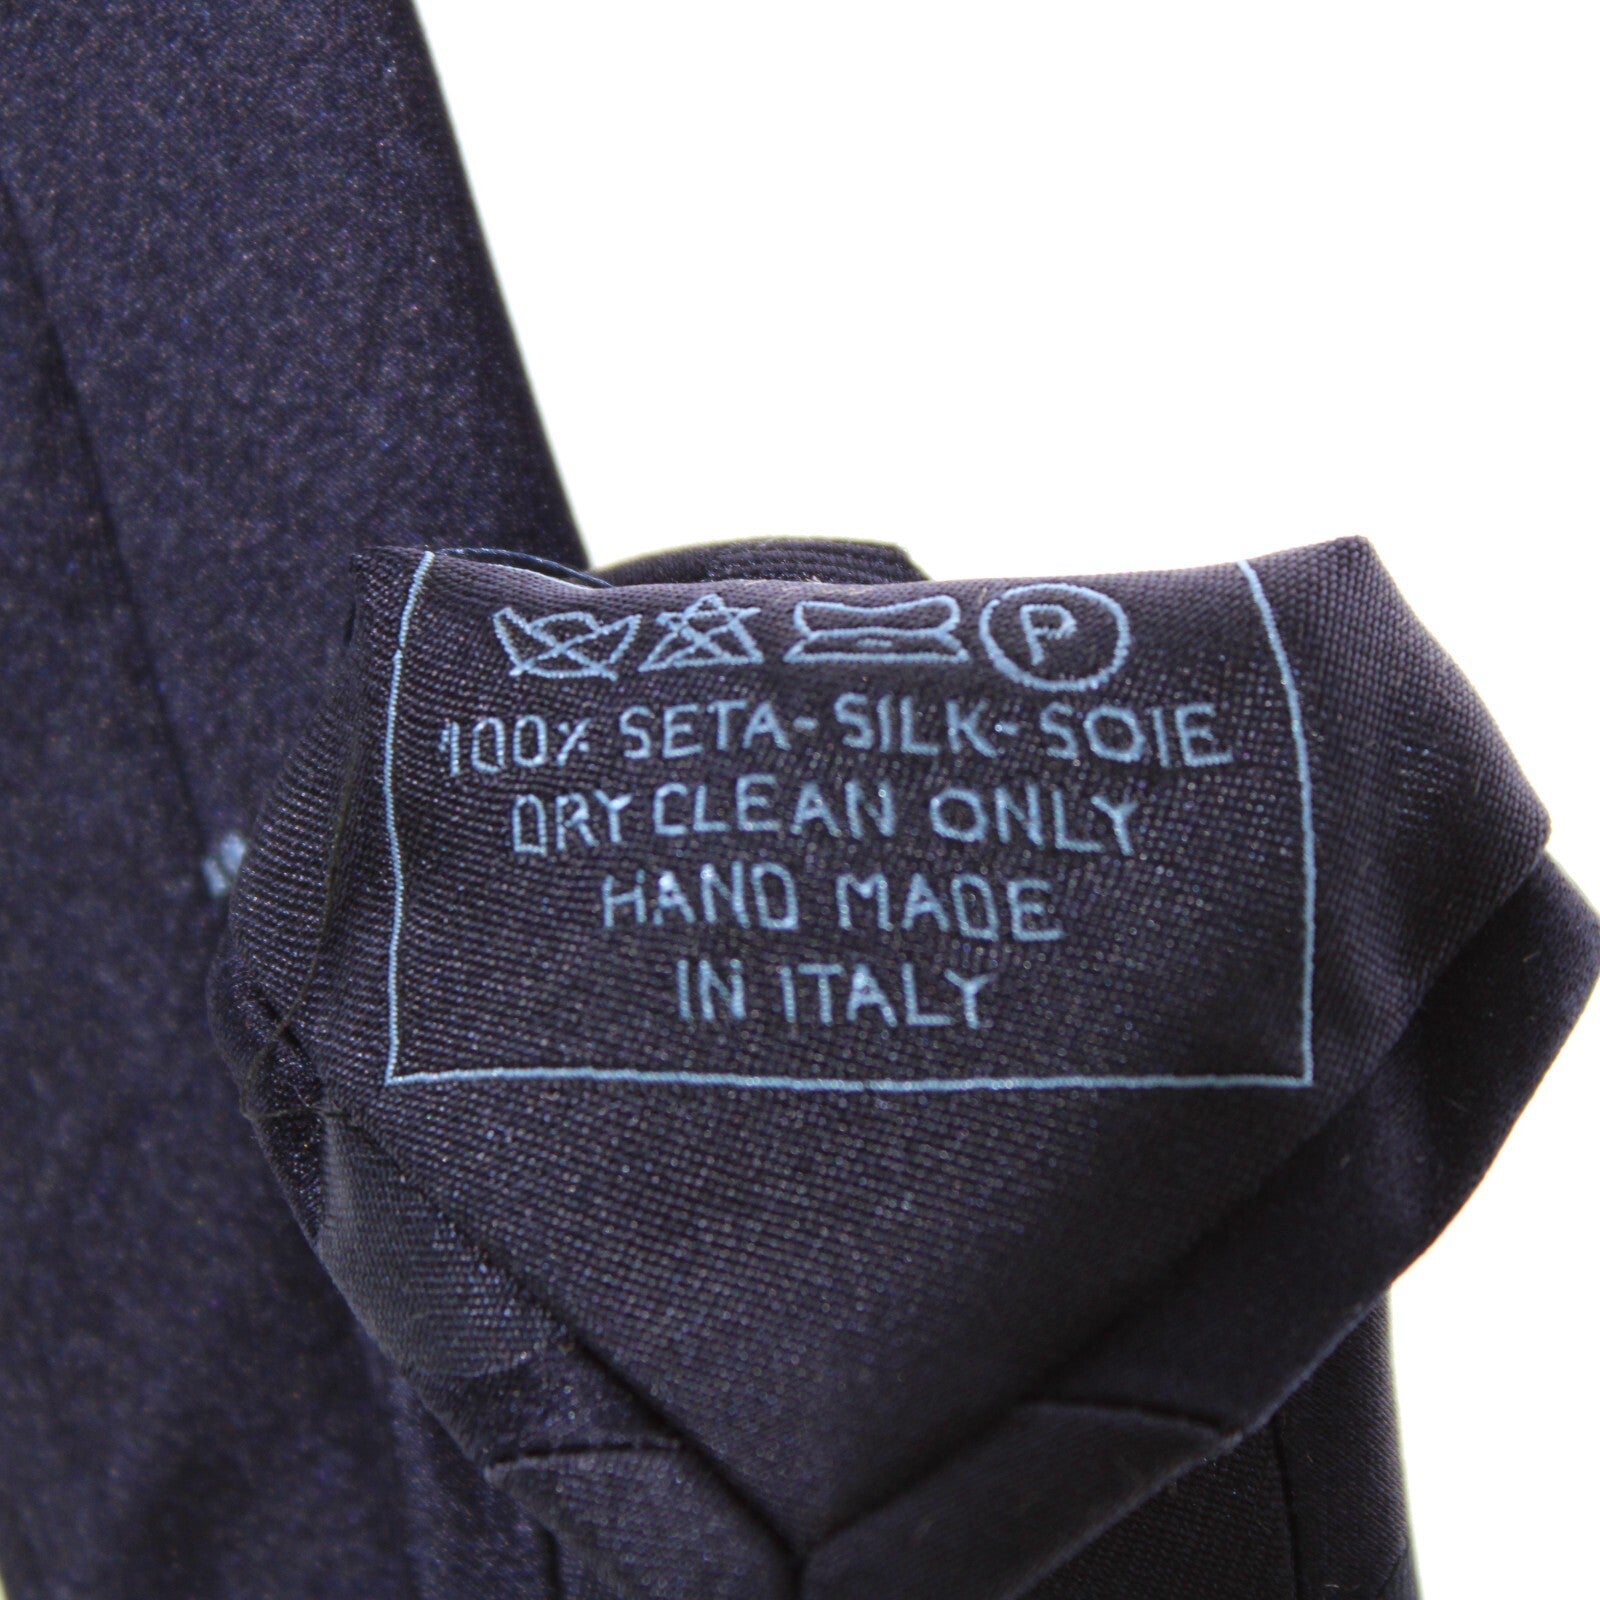 P
100% SETA-SILK-SOIE
DRY CLEAN ONLY
HAND MADE
IN ITALY